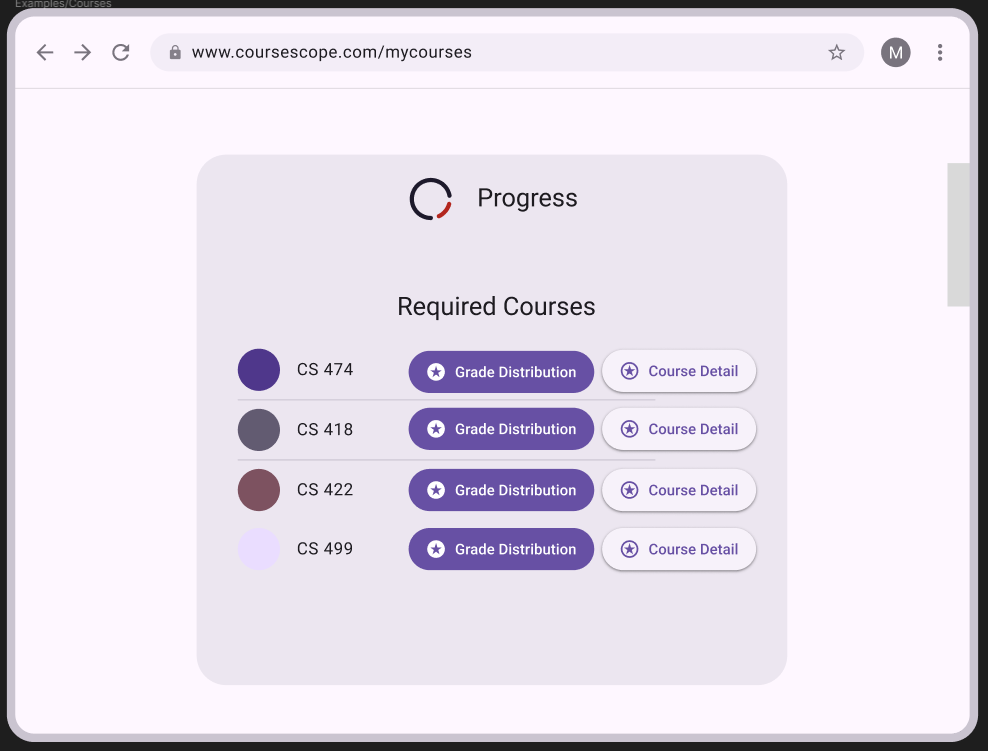 Examples/Courses
www.coursescope.com/mycourses
M
Progress
Required Courses
CS 474 Grade Distribution Course Detail
CS 418 Grade Distribution Course Detail
CS 422 Grade Distribution Course Detail
CS 499 Grade Distribution Course Detail